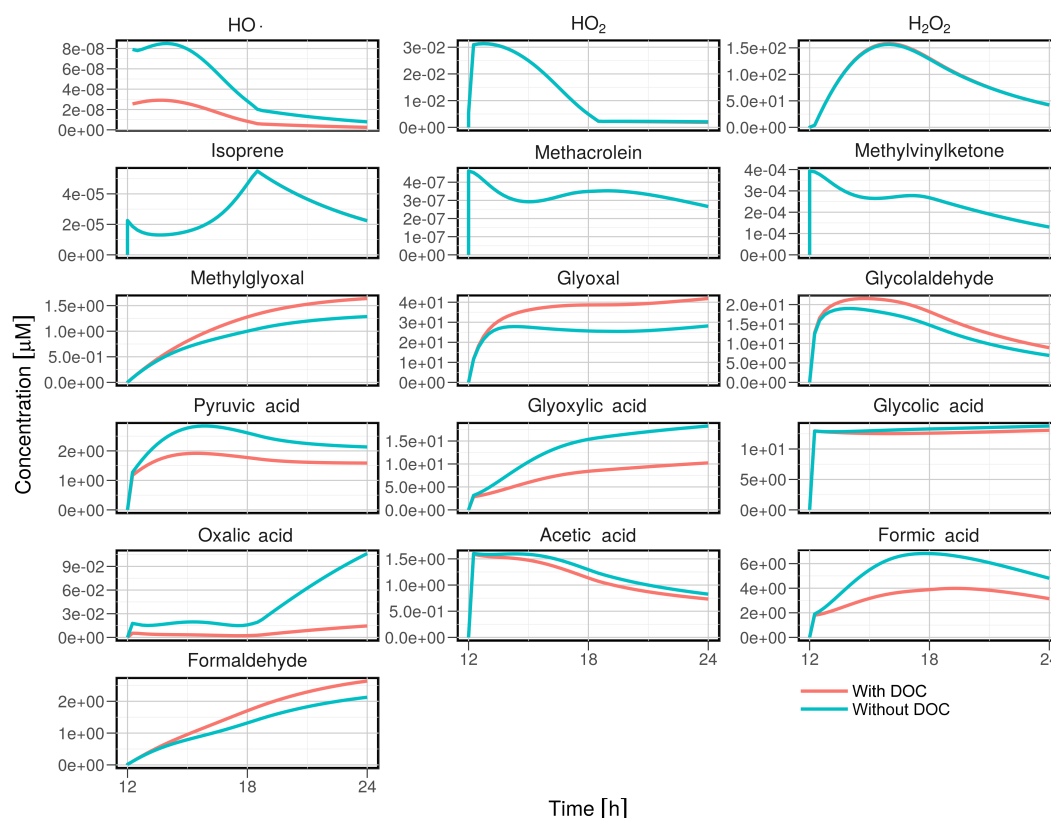 HO· HO₂ H₂O₂
8e-08 3e-02 1.5e+02
6e-08 2e-02 1.0e+02
4e-08 1e-02 5.0e+01
2e-08 0e+00 0.0e+00
0e+00
Isoprene Methacrolein Methylvinylketone
4e-05 4e-07 4e-04
2e-05 3e-07 3e-04
0e+00 2e-07 2e-04
1e-07 1e-04
0e+00 0e+00
Methylglyoxal Glyoxal Glycolaldehyde
1.5e+00 4e+01 2.0e+01
1.0e+00 3e+01 1.5e+01
5.0e-01 2e+01 1.0e+01
0.0e+00 1e+01 5.0e+00
0e+00 0.0e+00
Concentration [µM]
Pyruvic acid Glyoxylic acid Glycolic acid
2e+00 1.5e+01 1e+01
1e+00 1.0e+01 5e+00
0e+00 5.0e+00 0e+00
0.0e+00
Oxalic acid Acetic acid Formic acid
9e-02 1.5e+00 6e+00
6e-02 1.0e+00 4e+00
3e-02 5.0e-01 2e+00
0e+00 0.0e+00 0e+00
12 18 24 12 18 24
Formaldehyde
2e+00
1e+00
0e+00
12 18 24
With DOC
Without DOC
Time [h]